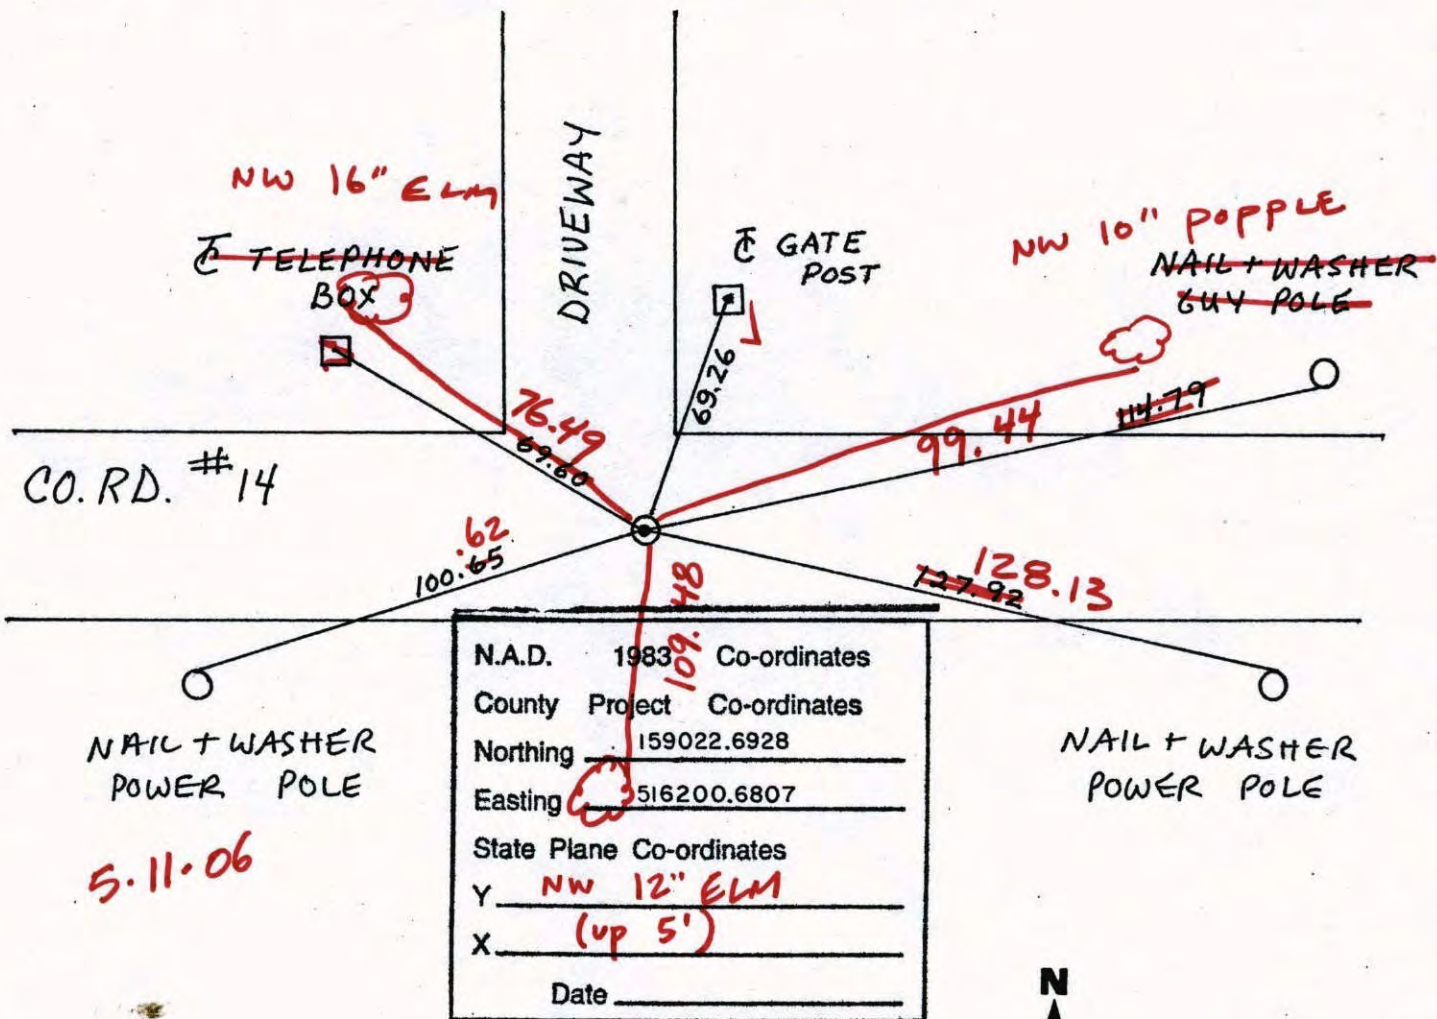 NW 16" ELM
℄ TELEPHONE
BOX
DRIVEWAY
℄ GATE
POST
NW 10" POPPLE
NAIL + WASHER
GUY POLE
76.49
69.60
69.26
99.44
114.79
CO. RD. #14
.62
100.65
109.48
128.13
127.92
NAIL + WASHER
POWER POLE
NAIL + WASHER
POWER POLE
5.11.06
N.A.D. 1983 Co-ordinates
County Project Co-ordinates
Northing 159022.6928
Easting 516200.6807
State Plane Co-ordinates
Y NW 12" ELM
X (up 5')
Date
N